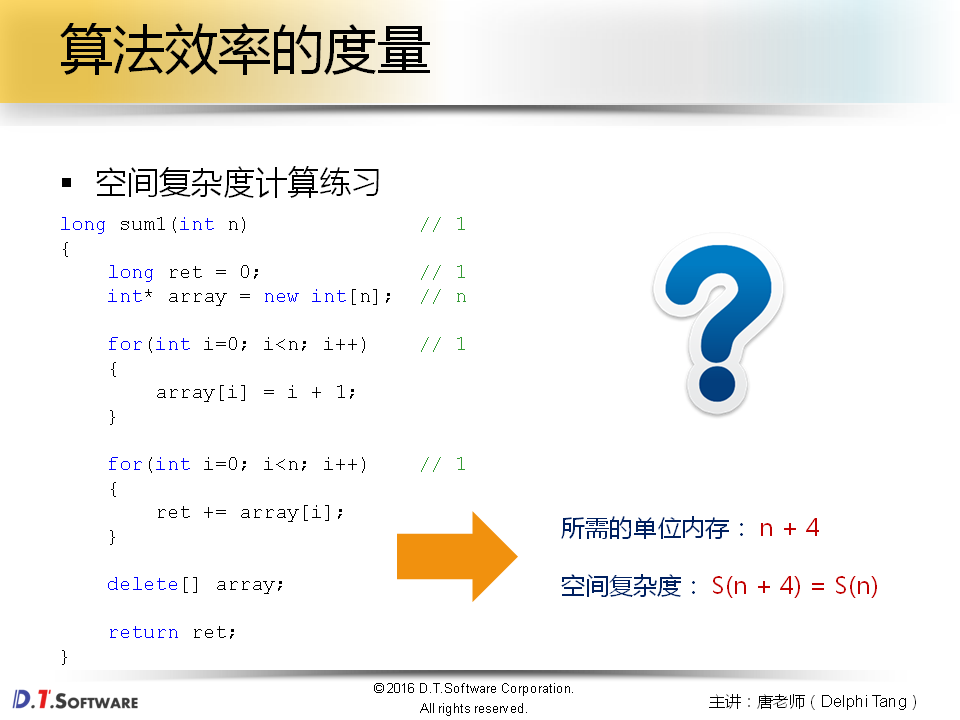 算法效率的度量
▪ 空间复杂度计算练习
long sum1(int n)                // 1
{
    long ret = 0;               // 1
    int* array = new int[n];    // n

    for(int i=0; i<n; i++)      // 1
    {
        array[i] = i + 1;
    }

    for(int i=0; i<n; i++)      // 1
    {
        ret += array[i];
    }

    delete[] array;

    return ret;
}
所需的单位内存： n + 4
空间复杂度： S(n + 4) = S(n)
D.T.SOFTWARE
©2016 D.T.Software Corporation.
All rights reserved.
主讲：唐老师（Delphi Tang）